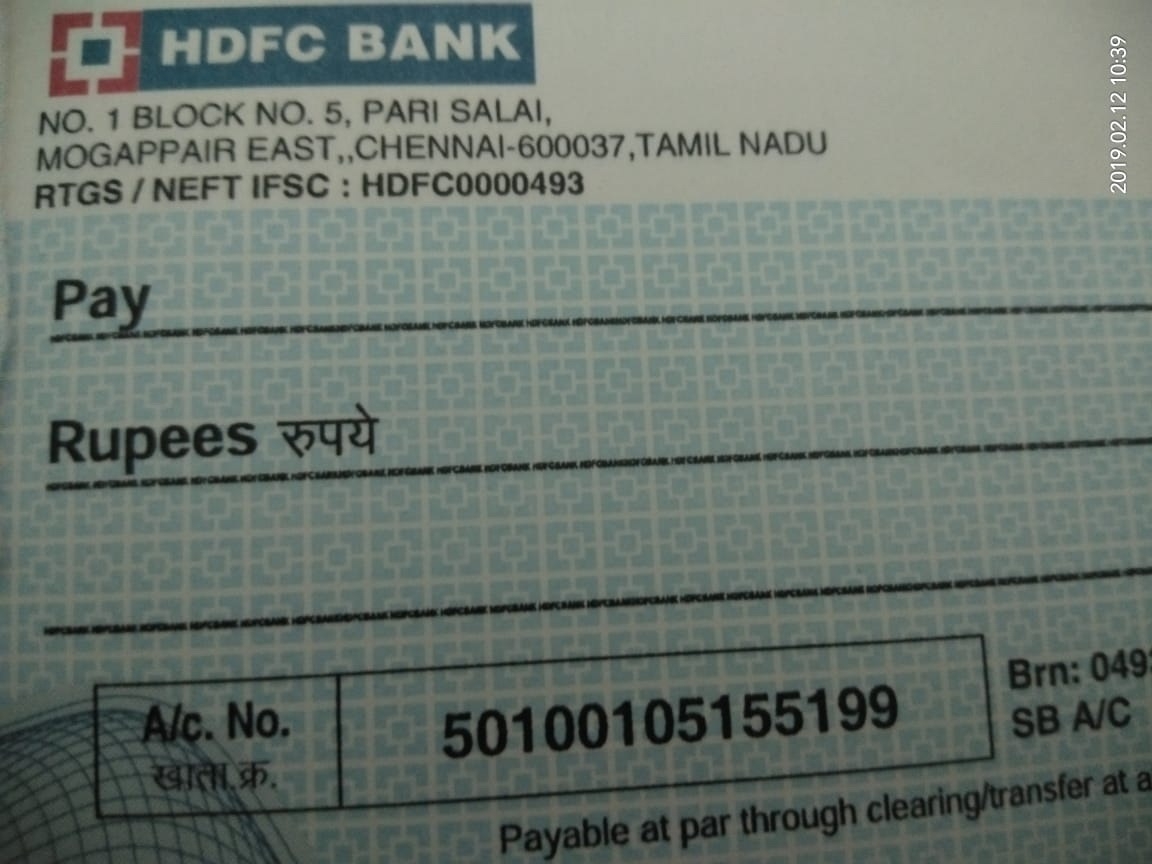 HDFC BANK
NO. 1 BLOCK NO. 5, PARI SALAI,
MOGAPPAIR EAST,,CHENNAI-600037,TAMIL NADU
RTGS / NEFT IFSC : HDFC0000493
2019.02.12 10:39
Pay
Rupees रुपये
A/c. No.
खाता.क्र.
50100105155199
Brn: 049
SB A/C
Payable at par through clearing/transfer at a